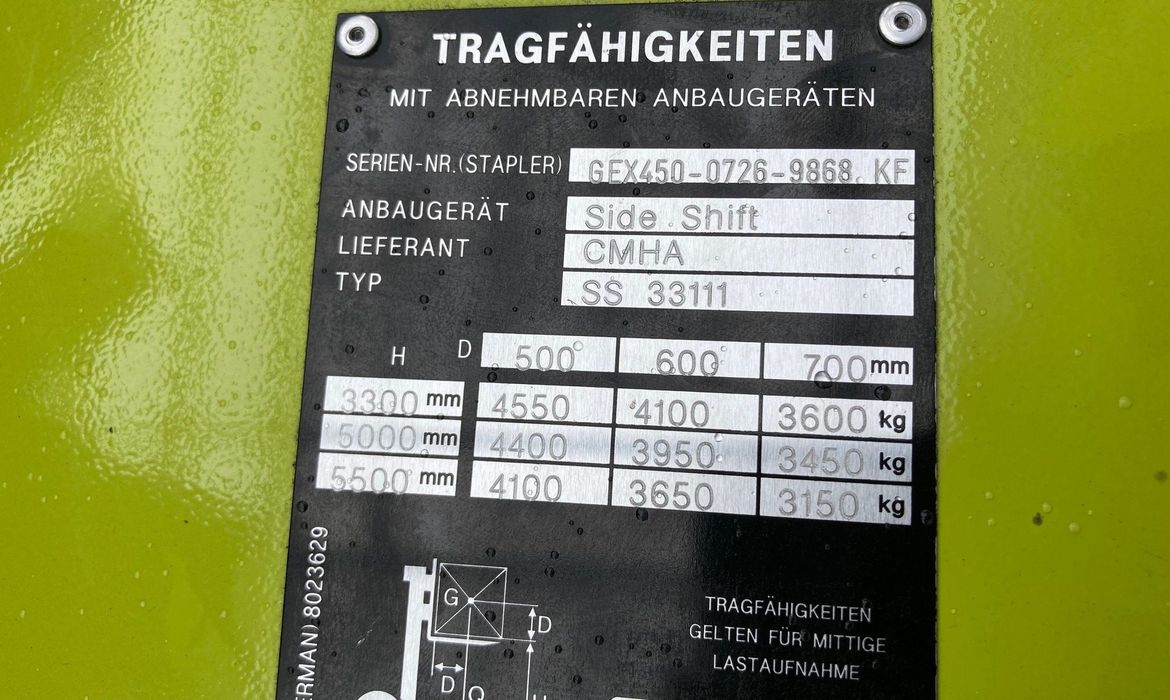 TRAGFÄHIGKEITEN
MIT ABNEHMBAREN ANBAUGERÄTEN
SERIEN-NR.(STAPLER) GEX450-0726-9868 KF
ANBAUGERÄT Side Shift
LIEFERANT CMHA
TYP SS 33111
H D 500 600 700 mm
3300 mm 4550 4100 3600 kg
5000 mm 4400 3950 3450 kg
5500 mm 4100 3650 3150 kg
ERMAN) 8023629
G
D
D
TRAGFÄHIGKEITEN
GELTEN FÜR MITTIGE
LASTAUFNAHME